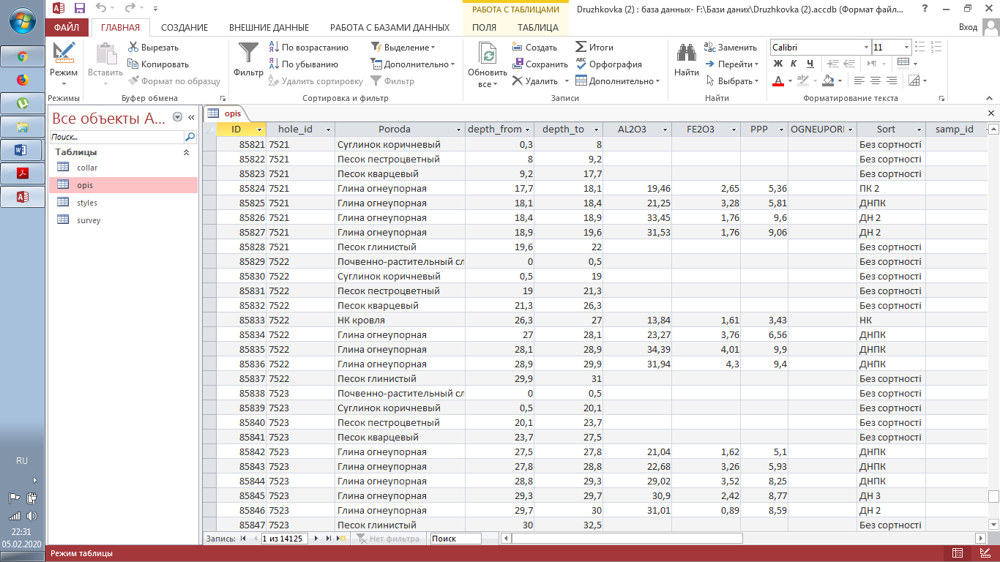 РАБОТА С ТАБЛИЦАМИ
Druzhkovka (2) : база данных- F:\Бази даних\Druzhkovka (2).accdb (Формат файл...
ФАЙЛ ГЛАВНАЯ СОЗДАНИЕ ВНЕШНИЕ ДАННЫЕ РАБОТА С БАЗАМИ ДАННЫХ ПОЛЯ ТАБЛИЦА Вход
Режим
Режимы
Вставить
Вырезать
Копировать
Формат по образцу
Буфер обмена
Фильтр
По возрастанию
По убыванию
Удалить сортировку
Выделение
Дополнительно
Фильтр
Сортировка и фильтр
Обновить
все
Создать
Сохранить
Удалить
Итоги
Орфография
Дополнительно
Записи
Найти
Заменить
Перейти
Выбрать
Найти
Calibri 11
Ж К Ч
Форматирование текста
Все объекты A...
Поиск...
Таблицы
collar
opis
styles
survey
opis
ID hole_id Poroda depth_from depth_to AL2O3 FE2O3 PPP OGNEUPORI Sort samp_id
85821 7521 Суглинок коричневый 0,3 8 Без сортності
85822 7521 Песок пестроцветный 8 9,2 Без сортності
85823 7521 Песок кварцевый 9,2 17,7 Без сортності
85824 7521 Глина огнеупорная 17,7 18,1 19,46 2,65 5,36 ПК 2
85825 7521 Глина огнеупорная 18,1 18,4 21,25 3,28 5,81 ДНПК
85826 7521 Глина огнеупорная 18,4 18,9 33,45 1,76 9,6 ДН 2
85827 7521 Глина огнеупорная 18,9 19,6 31,53 1,76 9,06 ДН 2
85828 7521 Песок глинистый 19,6 22 Без сортності
85829 7522 Почвенно-растительный сл 0 0,5 Без сортності
85830 7522 Суглинок коричневый 0,5 19 Без сортності
85831 7522 Песок пестроцветный 19 21,3 Без сортності
85832 7522 Песок кварцевый 21,3 26,3 Без сортності
85833 7522 НК кровля 26,3 27 13,84 1,61 3,43 НК
85834 7522 Глина огнеупорная 27 28,1 23,27 3,76 6,56 ДНПК
85835 7522 Глина огнеупорная 28,1 28,9 34,39 4,01 9,9 ДНПК
85836 7522 Глина огнеупорная 28,9 29,9 31,94 4,3 9,4 ДНПК
85837 7522 Песок глинистый 29,9 31 Без сортності
85838 7523 Почвенно-растительный сл 0 0,5 Без сортності
85839 7523 Суглинок коричневый 0,5 20,1 Без сортності
85840 7523 Песок пестроцветный 20,1 23,7 Без сортності
85841 7523 Песок кварцевый 23,7 27,5 Без сортності
85842 7523 Глина огнеупорная 27,5 27,8 21,04 1,62 5,1 ДНПК
85843 7523 Глина огнеупорная 27,8 28,8 22,68 3,26 5,93 ДНПК
85844 7523 Глина огнеупорная 28,8 29,3 29,02 3,52 8,25 ДНПК
85845 7523 Глина огнеупорная 29,3 29,7 30,9 2,42 8,77 ДН 3
85846 7523 Глина огнеупорная 29,7 30 31,01 0,89 8,59 ДН 2
85847 7523 Песок глинистый 30 32,5 Без сортності
Запись: 1 из 14125 Нет фильтра Поиск
Режим таблицы
RU
22:31
05.02.2020